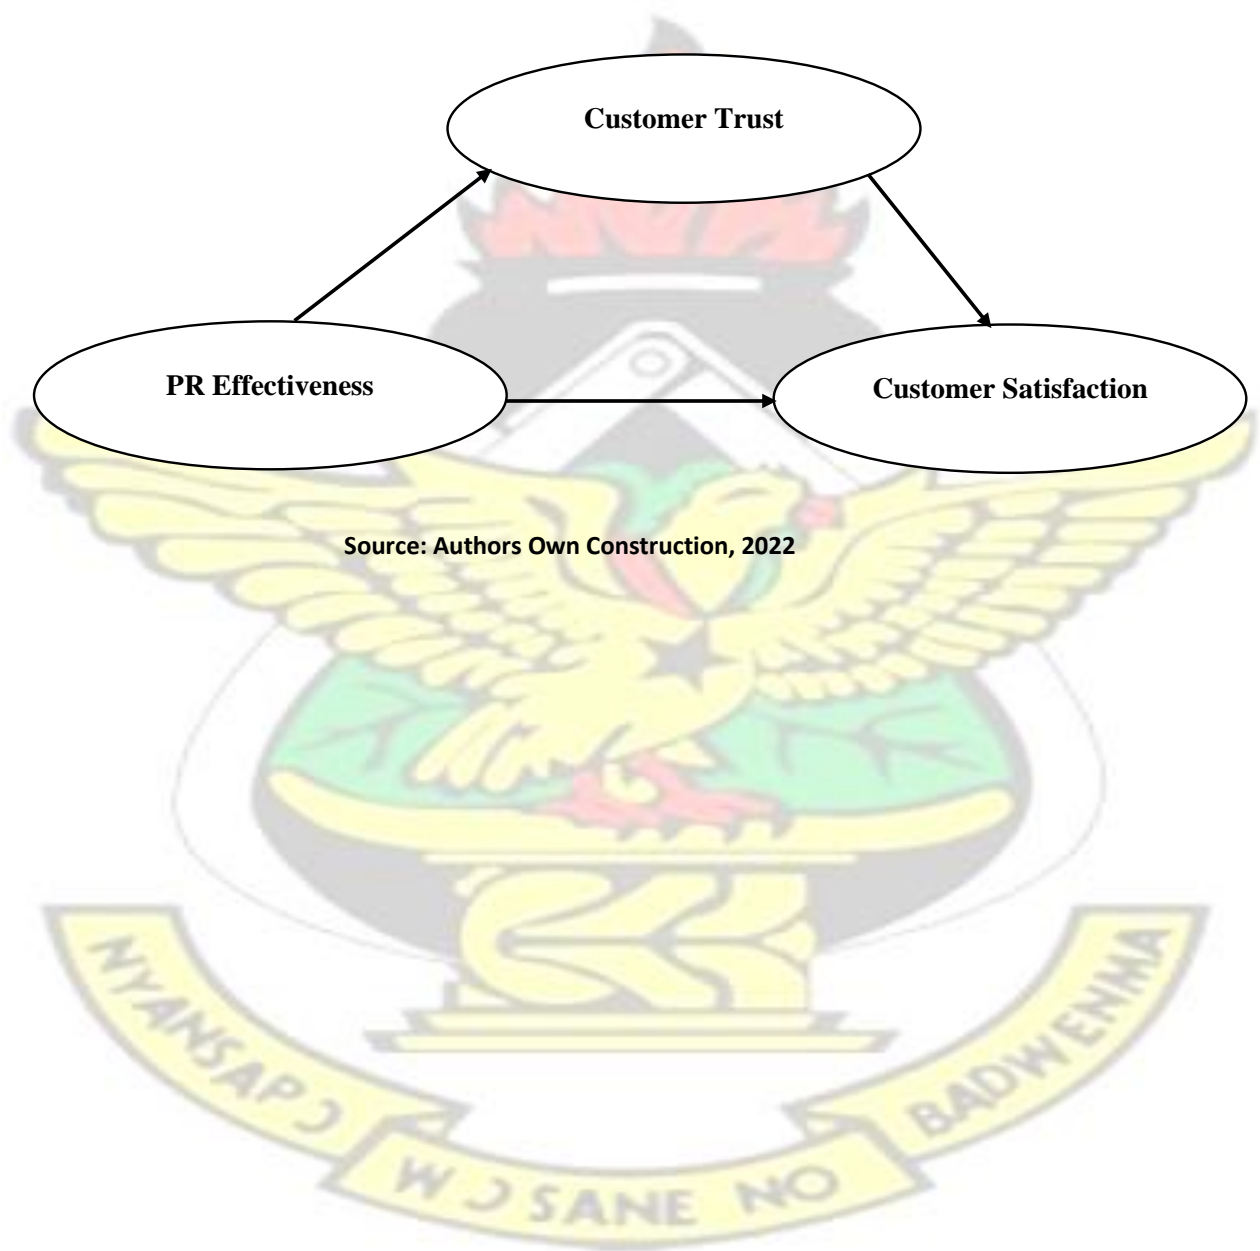 Customer Trust
PR Effectiveness
Customer Satisfaction
Source: Authors Own Construction, 2022
NYANSAPƆ
WƆSANE NO
BADWENMA